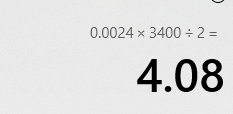 0.0024 × 3400 ÷ 2 =
4.08